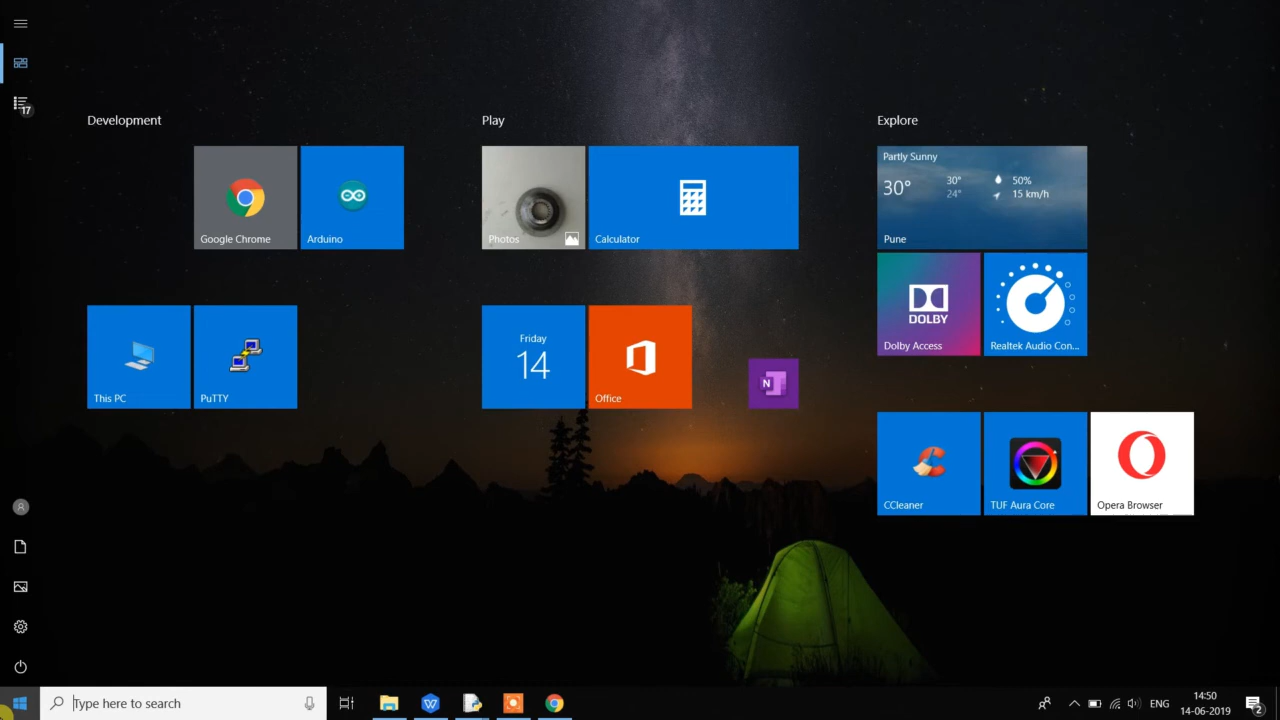 17
Development
Play
Explore
Google Chrome
Arduino
Photos
Calculator
Partly Sunny
30°
30°
24°
50%
15 km/h
Pune
DOLBY
Dolby Access
Realtek Audio Con...
This PC
PuTTY
Friday
14
Office
N
CCleaner
TUF Aura Core
Opera Browser
Type here to search
W
ENG
14:50
14-06-2019
2